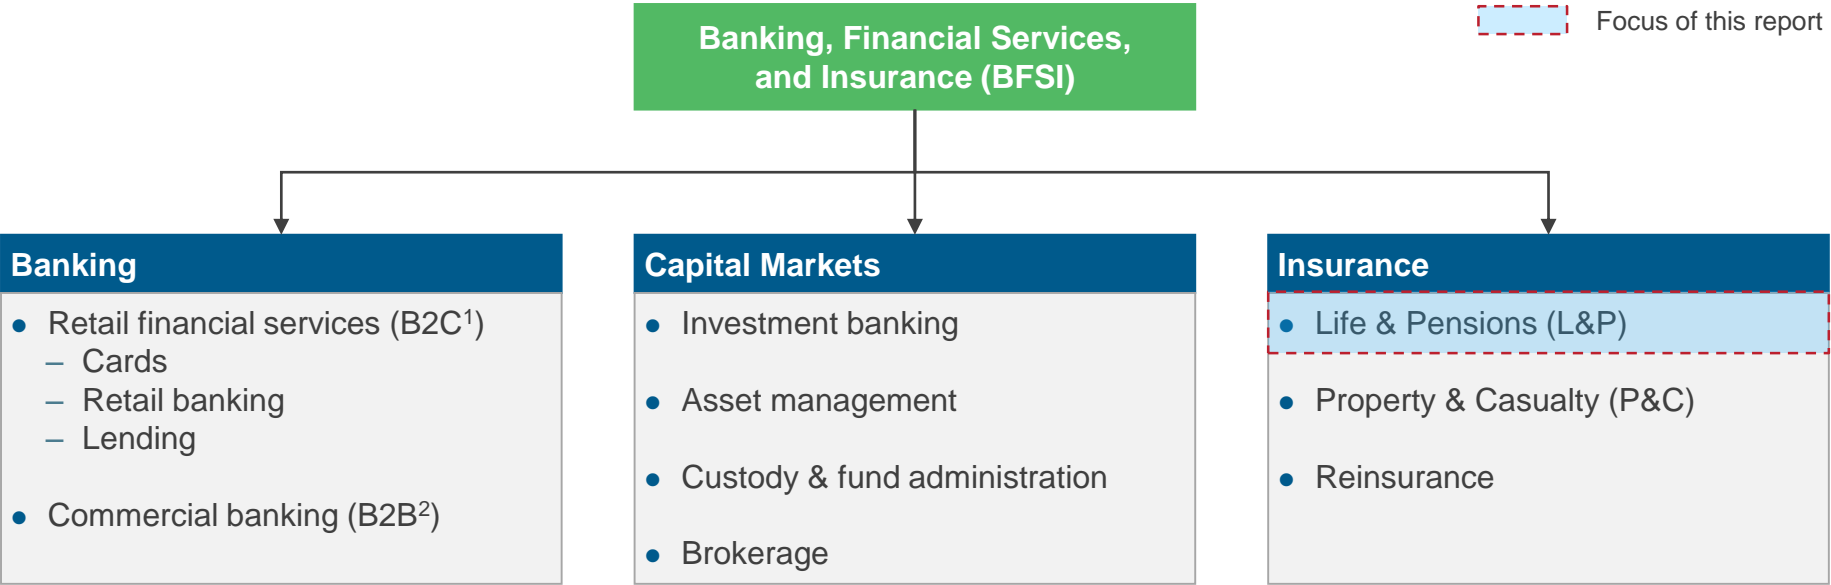 Banking, Financial Services,
and Insurance (BFSI)
Focus of this report
Banking
● Retail financial services (B2C¹)
– Cards
– Retail banking
– Lending
● Commercial banking (B2B²)
Capital Markets
● Investment banking
● Asset management
● Custody & fund administration
● Brokerage
Insurance
● Life & Pensions (L&P)
● Property & Casualty (P&C)
● Reinsurance